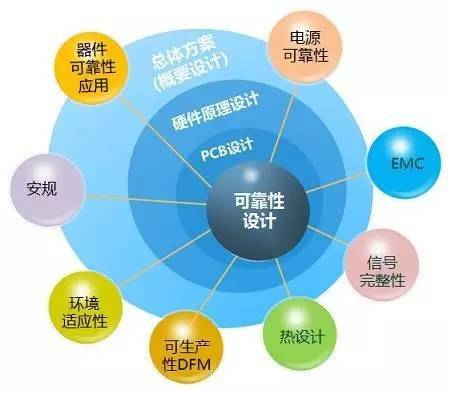 器件
可靠性
应用
总体方案
(概要设计)
电源
可靠性
硬件原理设计
PCB设计
EMC
安规
可靠性
设计
信号
完整性
环境
适应性
可生产
性DFM
热设计